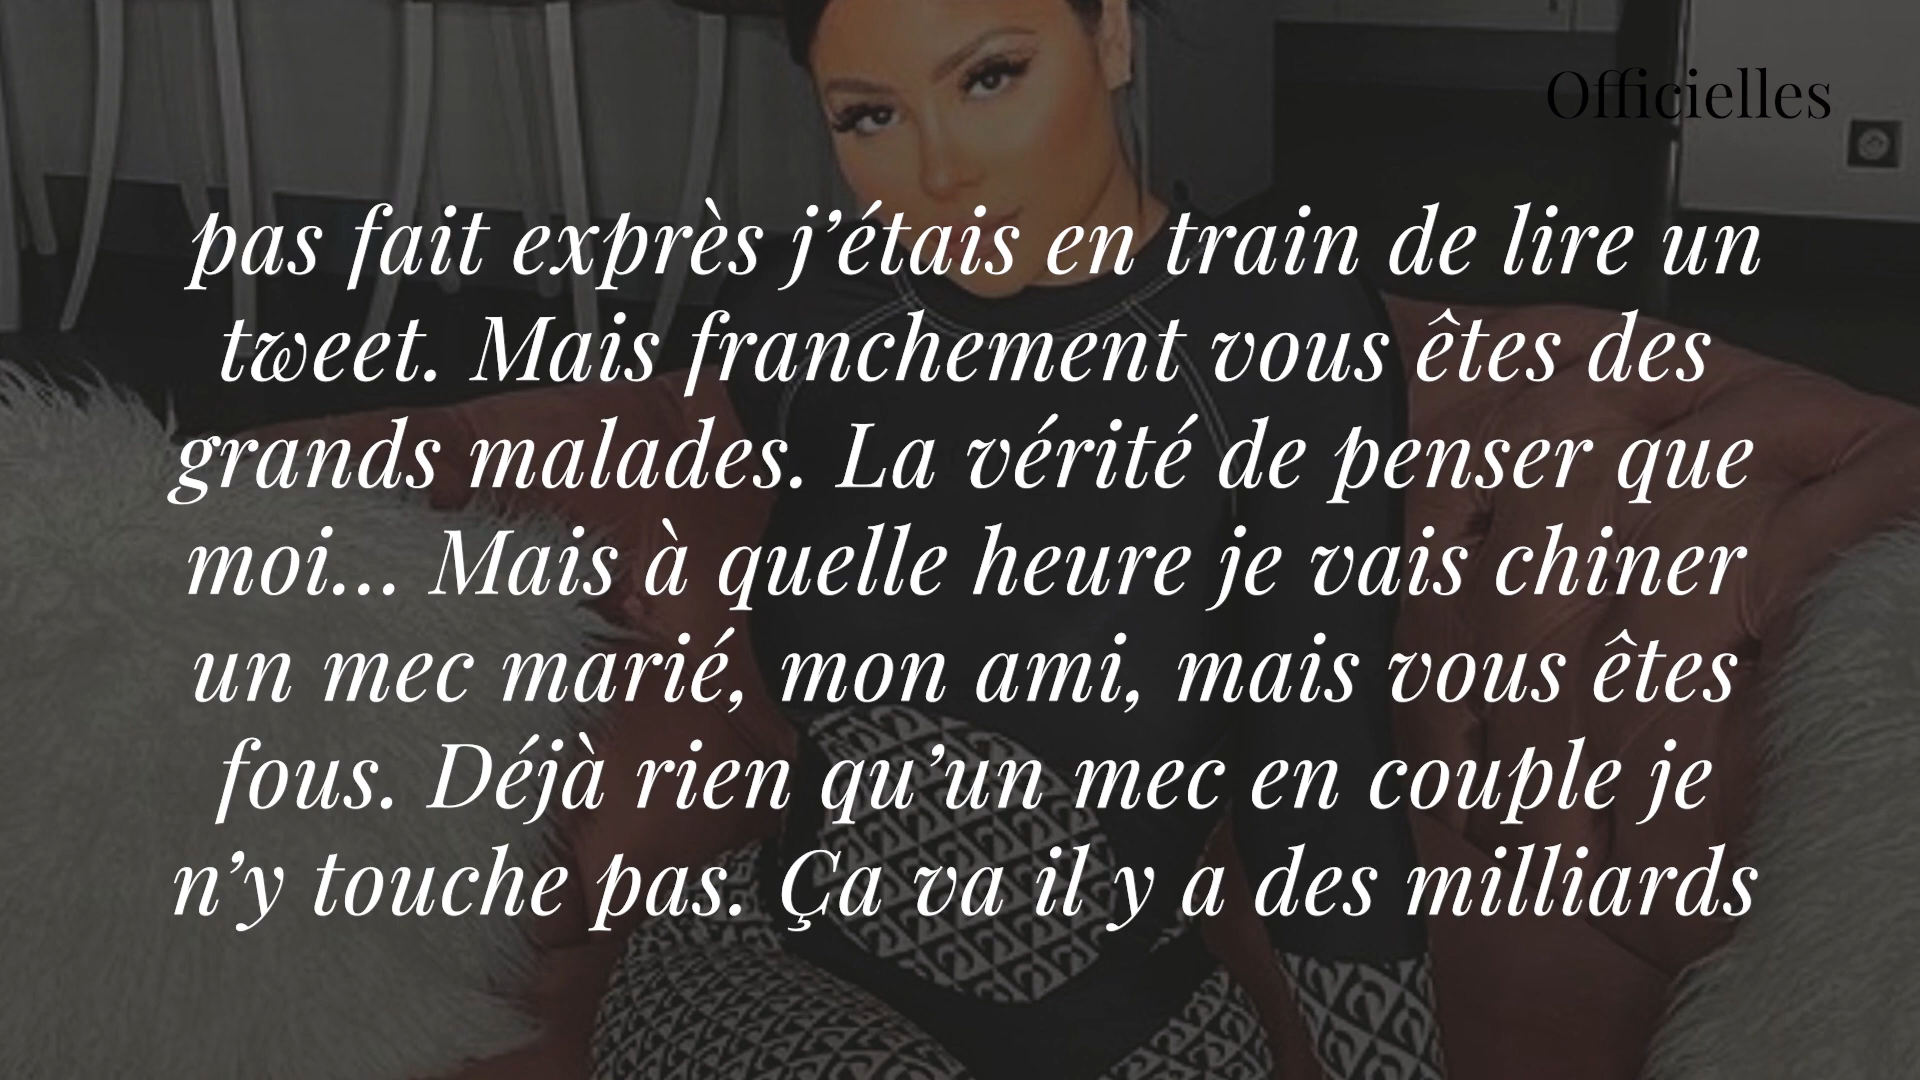 Officielles
pas fait exprès j’étais en train de lire un
tweet. Mais franchement vous êtes des
grands malades. La vérité de penser que
moi... Mais à quelle heure je vais chiner
un mec marié, mon ami, mais vous êtes
fous. Déjà rien qu’un mec en couple je
n’y touche pas. Ça va il y a des milliards